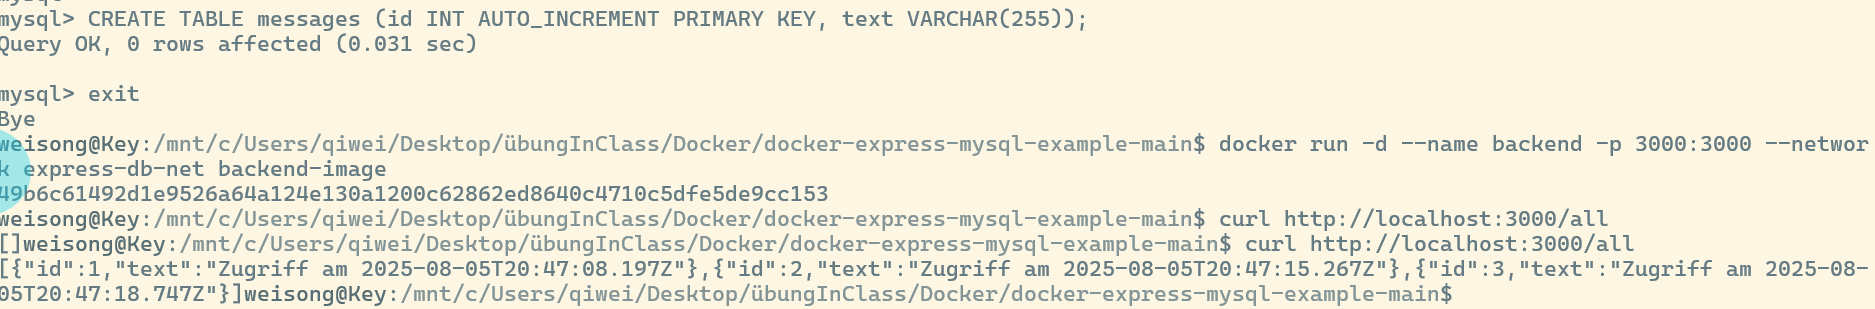 mysql> CREATE TABLE messages (id INT AUTO_INCREMENT PRIMARY KEY, text VARCHAR(255));
Query OK, 0 rows affected (0.031 sec)
mysql> exit
Bye
weisong@Key:/mnt/c/Users/qiwei/Desktop/übungInClass/Docker/docker-express-mysql-example-main$ docker run -d --name backend -p 3000:3000 --networ
k express-db-net backend-image
49b6c61492d1e9526a64a124e130a1200c62862ed8640c4710c5dfe5de9cc153
weisong@Key:/mnt/c/Users/qiwei/Desktop/übungInClass/Docker/docker-express-mysql-example-main$ curl http://localhost:3000/all
[]weisong@Key:/mnt/c/Users/qiwei/Desktop/übungInClass/Docker/docker-express-mysql-example-main$ curl http://localhost:3000/all
[{"id":1,"text":"Zugriff am 2025-08-05T20:47:08.197Z"},{"id":2,"text":"Zugriff am 2025-08-05T20:47:15.267Z"},{"id":3,"text":"Zugriff am 2025-08-
05T20:47:18.747Z"}]weisong@Key:/mnt/c/Users/qiwei/Desktop/übungInClass/Docker/docker-express-mysql-example-main$